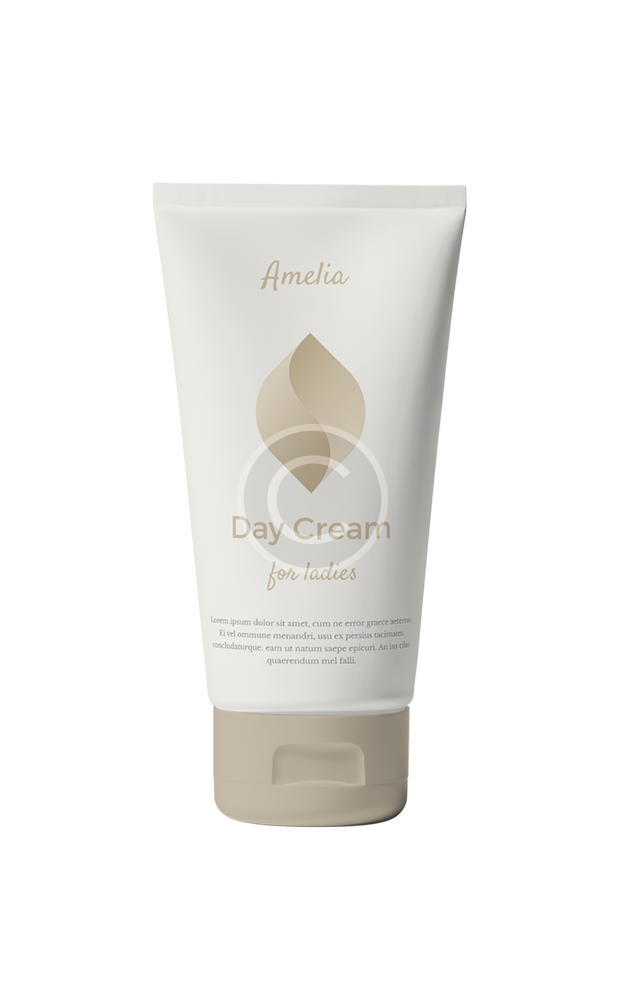 Amelia
Day Cream
for ladies
Lorem ipsum dolor sit amet, cum ne error graece aeterno.
Ei vel ommune menandri, usu ex persius tacimates
concludaturque. eam ut natum saepe epicuri. An ius cibo
quaerendum mel falli.